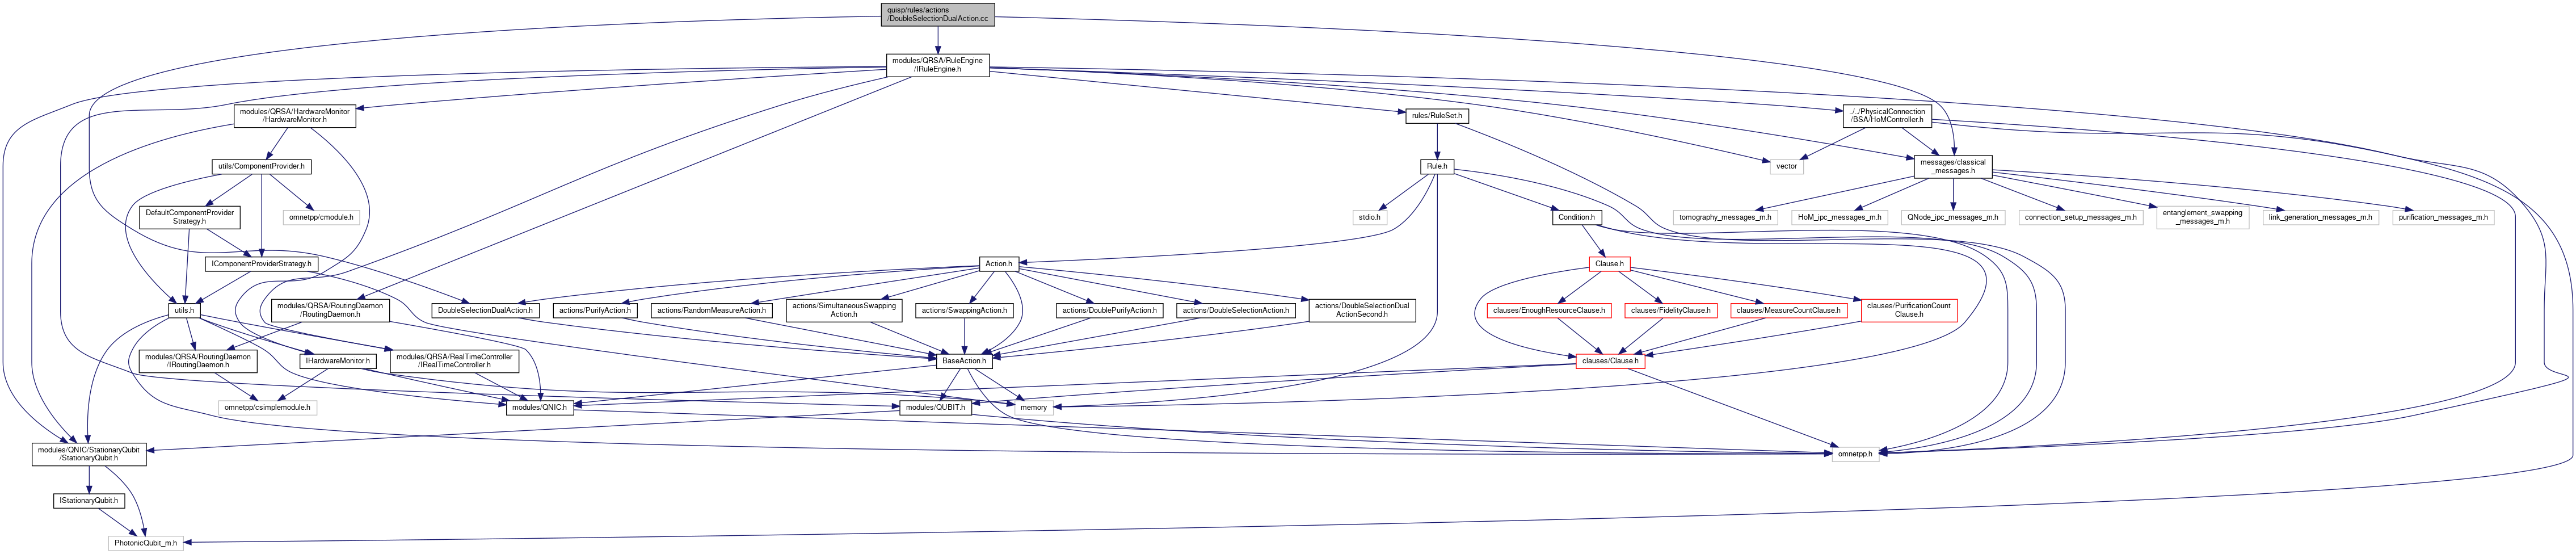 quisp/rules/actions
/DoubleSelectionDualAction.cc
modules/QRSA/RuleEngine
/IRuleEngine.h
modules/QRSA/HardwareMonitor
/HardwareMonitor.h
rules/RuleSet.h
../../PhysicalConnection
/BSA/HoMController.h
utils/ComponentProvider.h
Rule.h
vector
messages/classical
_messages.h
DefaultComponentProvider
Strategy.h
omnetpp/cmodule.h
stdio.h
Condition.h
tomography_messages_m.h
HoM_ipc_messages_m.h
QNode_ipc_messages_m.h
connection_setup_messages_m.h
entanglement_swapping
_messages_m.h
link_generation_messages_m.h
purification_messages_m.h
IComponentProviderStrategy.h
Action.h
Clause.h
utils.h
modules/QRSA/RoutingDaemon
/RoutingDaemon.h
DoubleSelectionDualAction.h
actions/PurifyAction.h
actions/RandomMeasureAction.h
actions/SimultaneousSwapping
Action.h
actions/SwappingAction.h
actions/DoublePurifyAction.h
actions/DoubleSelectionAction.h
actions/DoubleSelectionDual
ActionSecond.h
clauses/EnoughResourceClause.h
clauses/FidelityClause.h
clauses/MeasureCountClause.h
clauses/PurificationCount
Clause.h
modules/QRSA/RoutingDaemon
/IRoutingDaemon.h
IHardwareMonitor.h
modules/QRSA/RealTimeController
/IRealTimeController.h
BaseAction.h
clauses/Clause.h
omnetpp/csimplemodule.h
modules/QNIC.h
modules/QUBIT.h
memory
modules/QNIC/StationaryQubit
/StationaryQubit.h
omnetpp.h
IStationaryQubit.h
PhotonicQubit_m.h